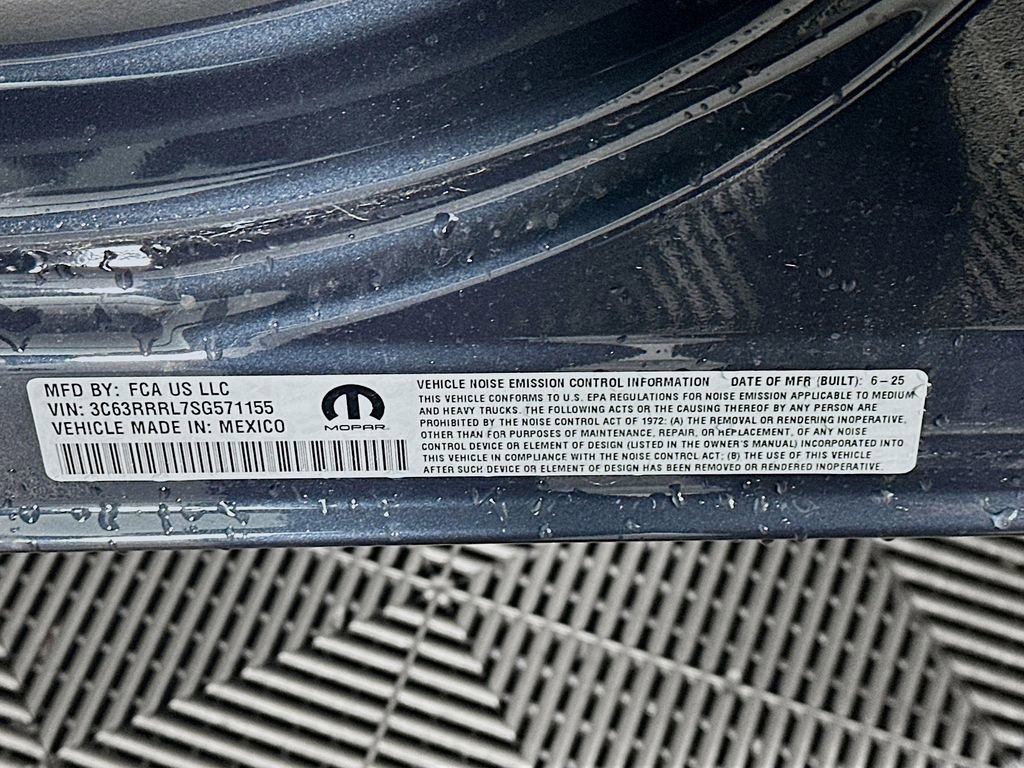 MFD BY: FCA US LLC
VIN: 3C63RRRL7SG571155
VEHICLE MADE IN: MEXICO
MOPAR
VEHICLE NOISE EMISSION CONTROL INFORMATION DATE OF MFR (BUILT): 6-25
THIS VEHICLE CONFORMS TO U.S. EPA REGULATIONS FOR NOISE EMISSION APPLICABLE TO MEDIUM
AND HEAVY TRUCKS. THE FOLLOWING ACTS OR THE CAUSING THEREOF BY ANY PERSON ARE
PROHIBITED BY THE NOISE CONTROL ACT OF 1972: (A) THE REMOVAL OR RENDERING INOPERATIVE,
OTHER THAN FOR PURPOSES OF MAINTENANCE, REPAIR, OR REPLACEMENT, OF ANY NOISE
CONTROL DEVICE OR ELEMENT OF DESIGN (LISTED IN THE OWNER'S MANUAL) INCORPORATED INTO
THIS VEHICLE IN COMPLIANCE WITH THE NOISE CONTROL ACT; (B) THE USE OF THIS VEHICLE
AFTER SUCH DEVICE OR ELEMENT OF DESIGN HAS BEEN REMOVED OR RENDERED INOPERATIVE.